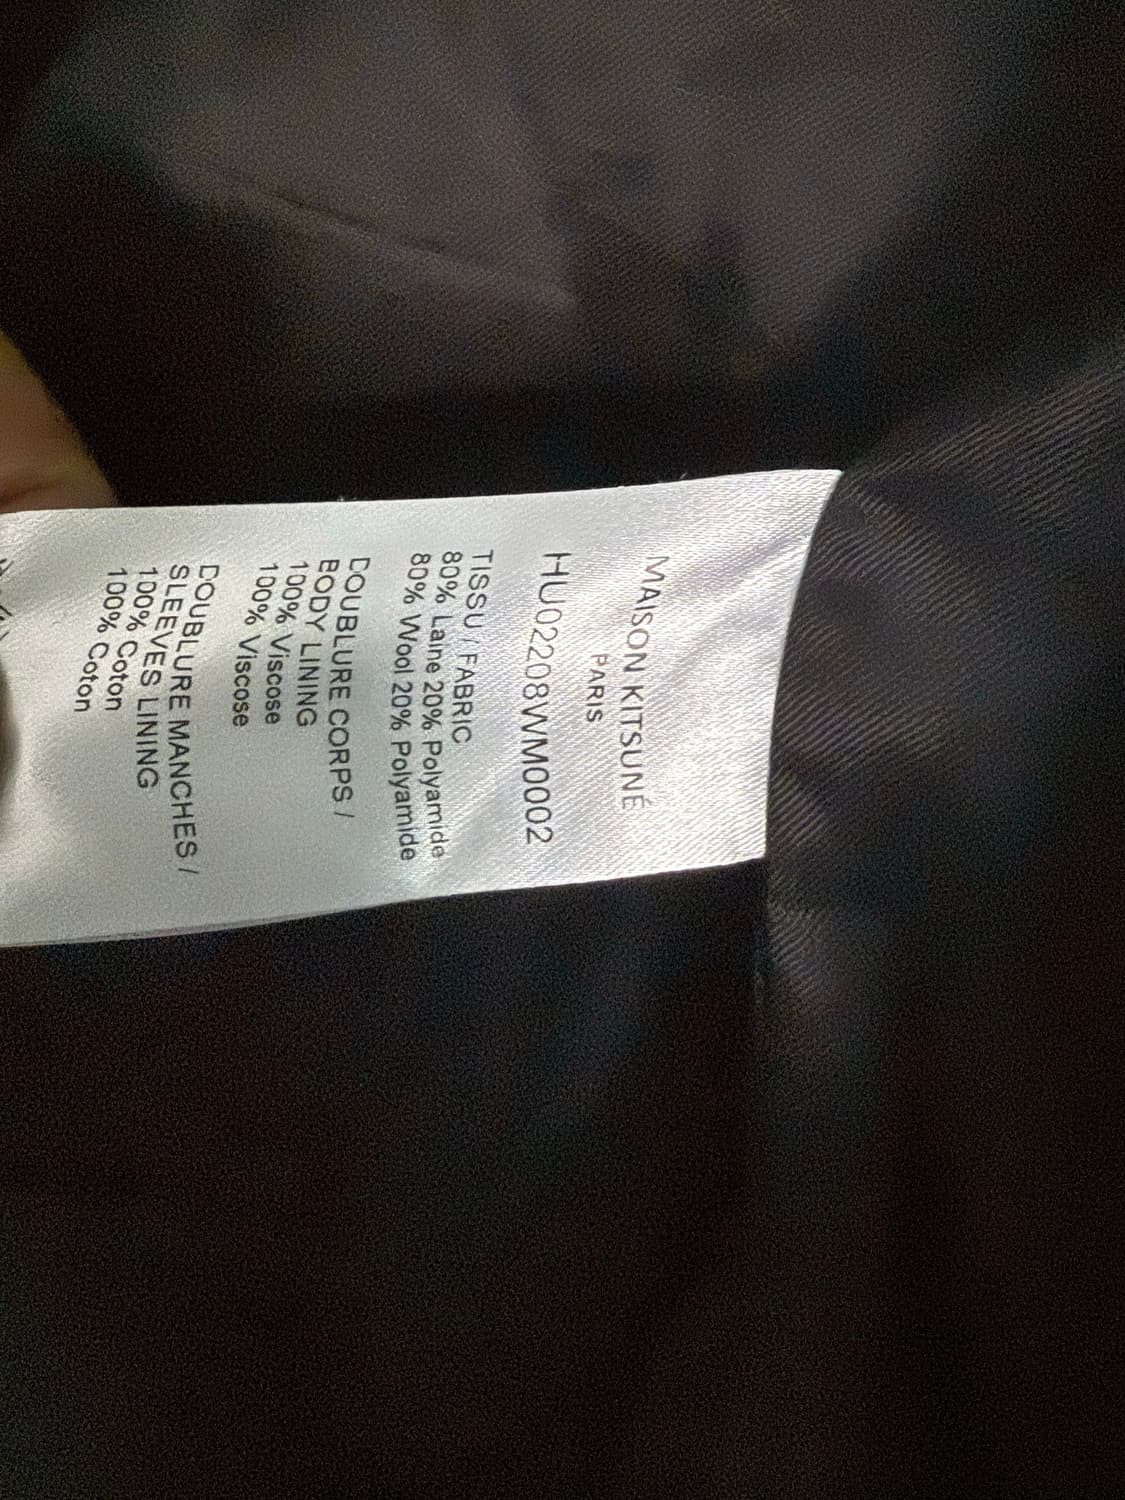 MAISON KITSUNÉ
PARIS
HU02208WM0002
TISSU / FABRIC
80% Laine 20% Polyamide
80% Wool 20% Polyamide
DOUBLURE CORPS /
BODY LINING
100% Viscose
100% Viscose
DOUBLURE MANCHES /
SLEEVES LINING
100% Coton
100% Coton